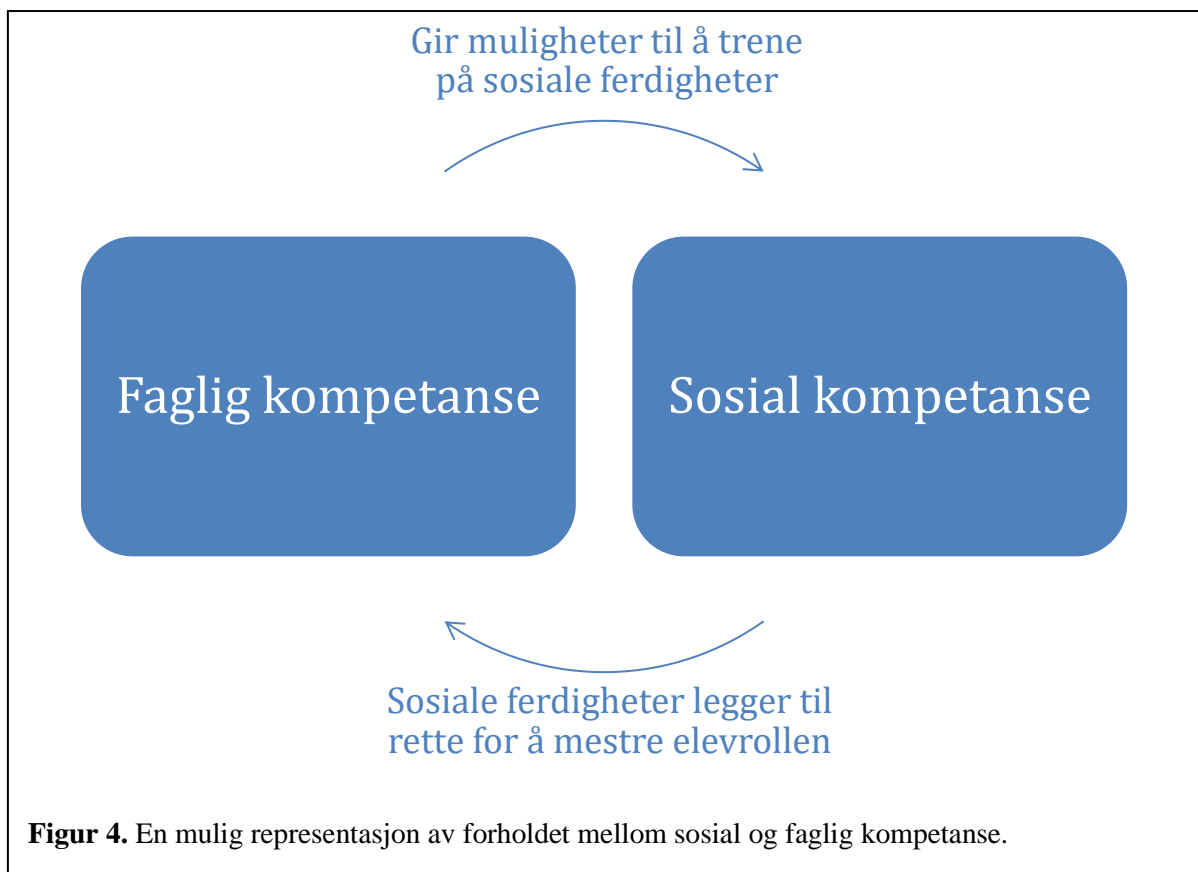 Gir muligheter til å trene
på sosiale ferdigheter
Faglig kompetanse
Sosial kompetanse
Sosiale ferdigheter legger til
rette for å mestre elevrollen
Figur 4. En mulig representasjon av forholdet mellom sosial og faglig kompetanse.